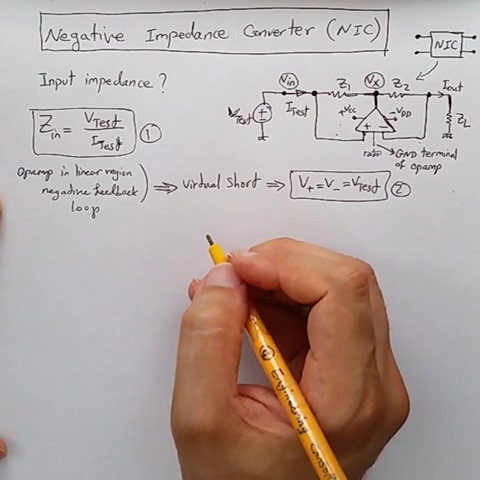 Negative Impedance Converter (NIC)
NIC
Input impedance?
Zin = VTest / ITest ①
Vin
Z1
Vx
Z2
Iout
VTest
ITest
+Vcc
-VDD
+ -
ZL
GND terminal
of opamp
Opamp in linear region
negative feedback
loop
⇒ virtual short ⇒ V+ = V- = VTest ②
Engineering